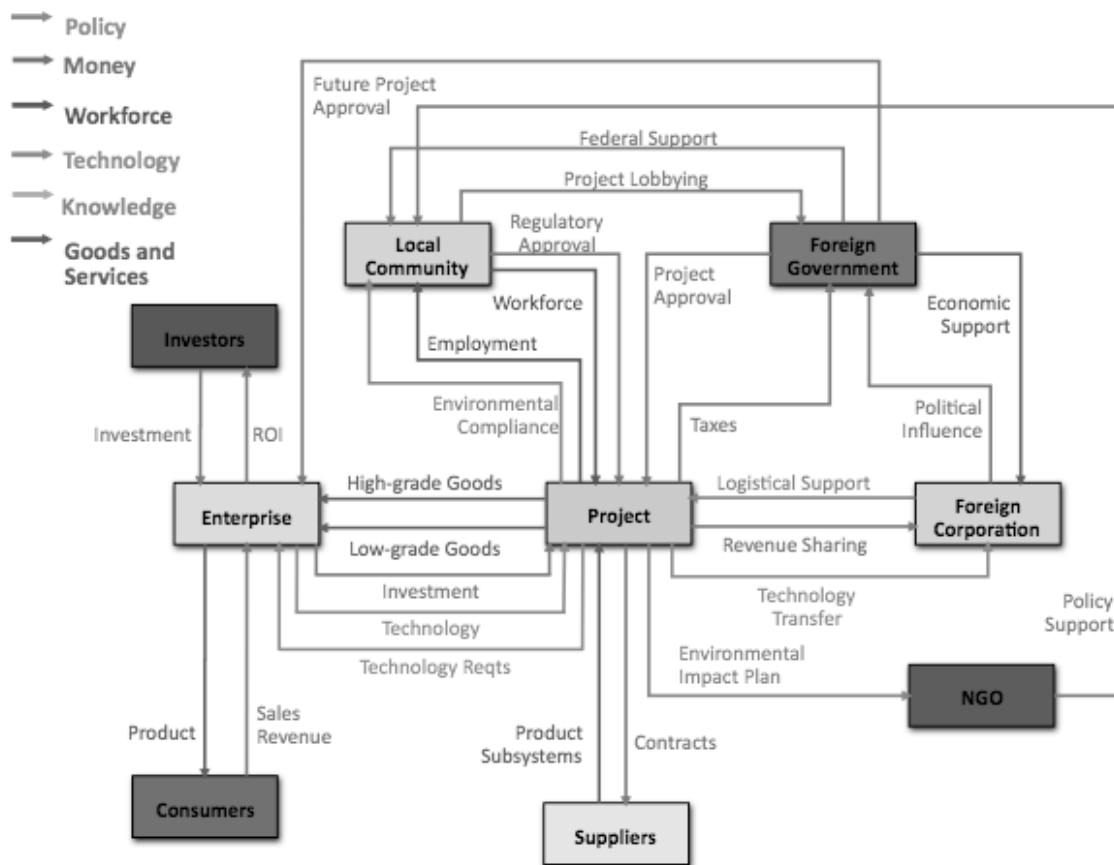 Policy
Money
Workforce
Technology
Knowledge
Goods and
Services
Future Project
Approval
Federal Support
Project Lobbying
Local
Community
Regulatory
Approval
Foreign
Government
Project
Approval
Workforce
Economic
Support
Investors
Employment
Environmental
Compliance
Taxes
Political
Influence
Investment
ROI
High-grade Goods
Logistical Support
Enterprise
Project
Foreign
Corporation
Low-grade Goods
Revenue Sharing
Investment
Technology
Technology Reqts
Technology
Transfer
Policy
Support
Environmental
Impact Plan
NGO
Product
Sales
Revenue
Product
Subsystems
Contracts
Consumers
Suppliers